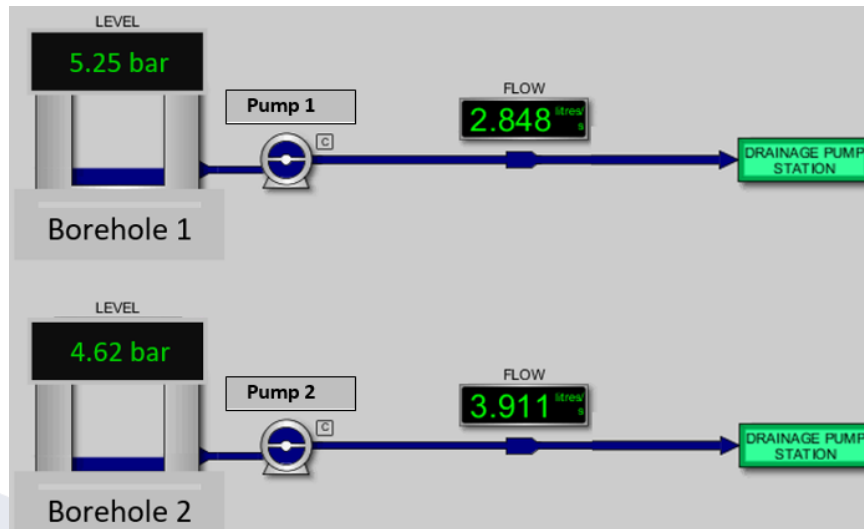 LEVEL
5.25 bar
Pump 1
C
FLOW
2.848 litres/
s
DRAINAGE PUMP
STATION
Borehole 1
LEVEL
4.62 bar
Pump 2
C
FLOW
3.911 litres/
s
DRAINAGE PUMP
STATION
Borehole 2